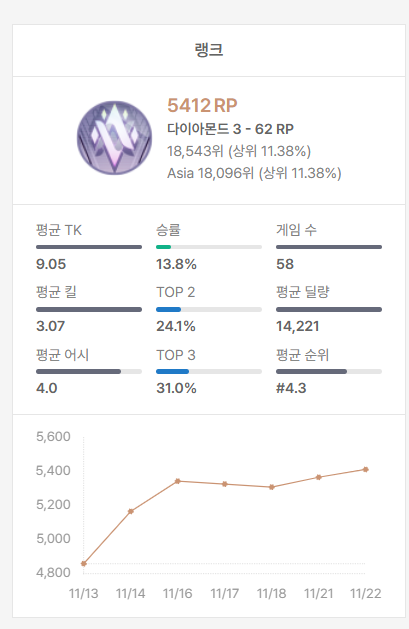 랭크
5412 RP
다이아몬드 3 - 62 RP
18,543위 (상위 11.38%)
Asia 18,096위 (상위 11.38%)
평균 TK 승률 게임 수
9.05 13.8% 58
평균 킬 TOP 2 평균 딜량
3.07 24.1% 14,221
평균 어시 TOP 3 평균 순위
4.0 31.0% #4.3
5,600
5,400
5,200
5,000
4,800
11/13 11/14 11/16 11/17 11/18 11/21 11/22